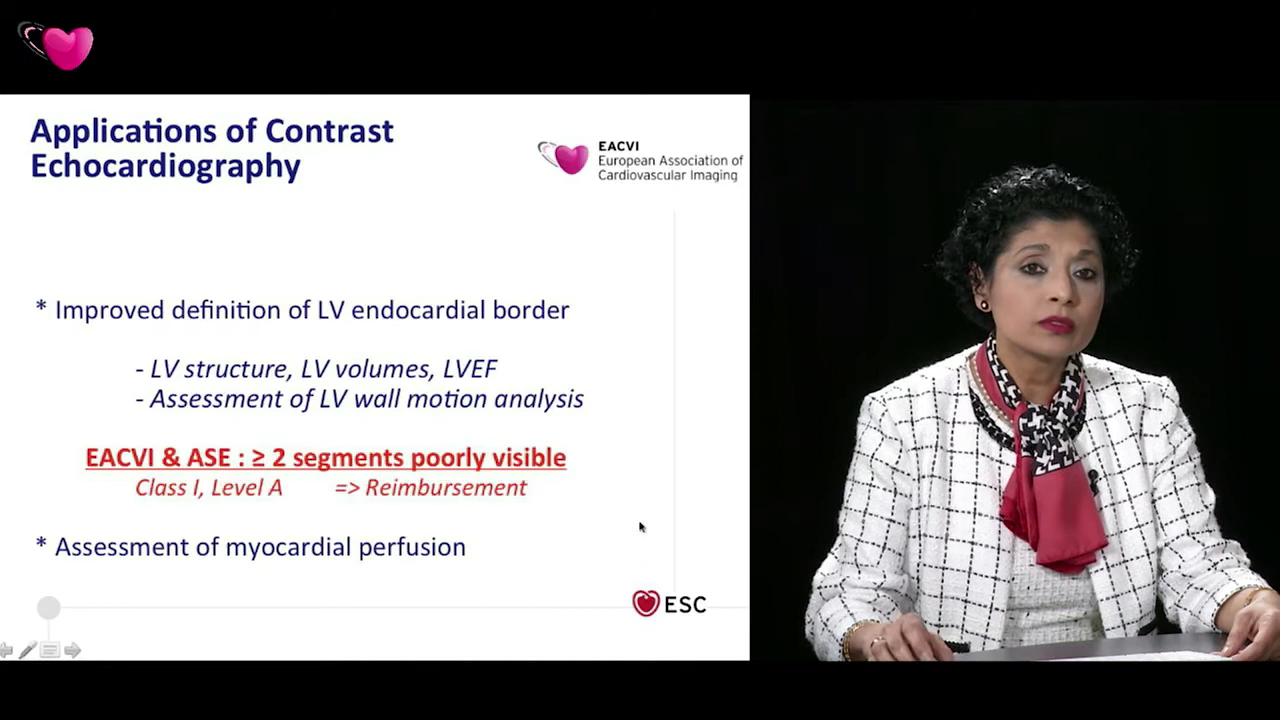 Applications of Contrast
Echocardiography
EACVI
European Association of
Cardiovascular Imaging
* Improved definition of LV endocardial border
- LV structure, LV volumes, LVEF
- Assessment of LV wall motion analysis
EACVI & ASE : ≥ 2 segments poorly visible
Class I, Level A => Reimbursement
* Assessment of myocardial perfusion
ESC